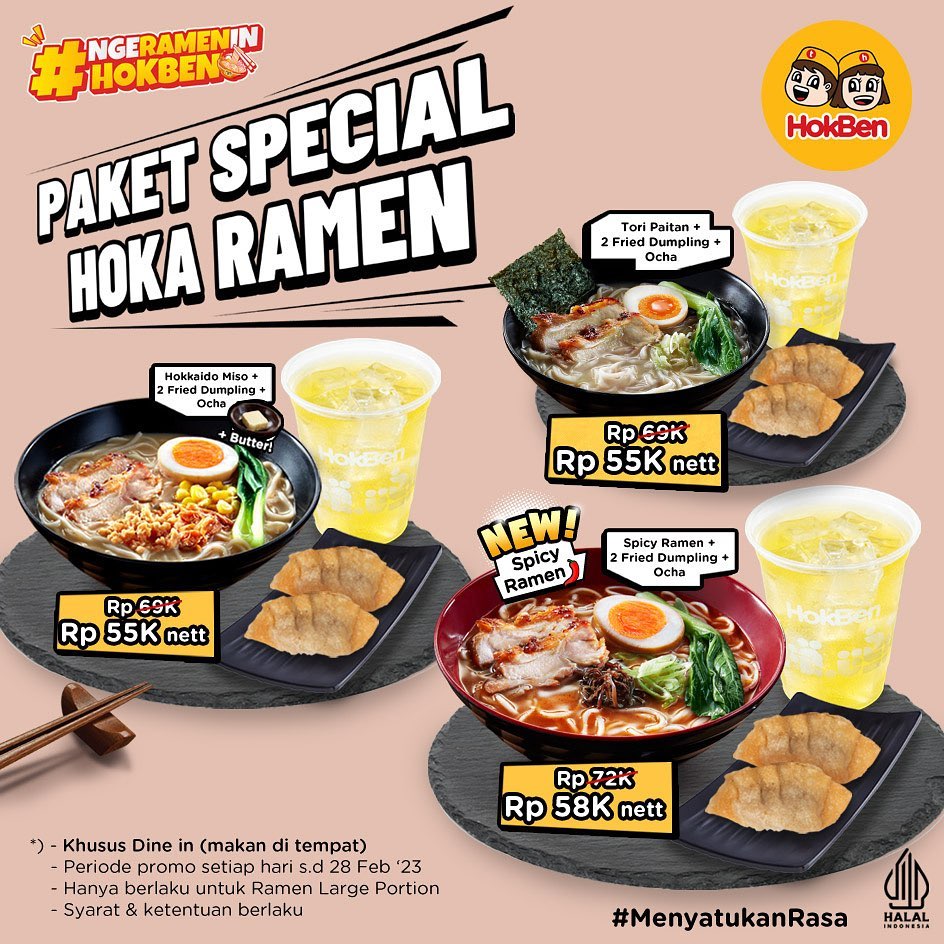 #NGERAMENIN
HOKBEN
HokBen
PAKET SPECIAL
HOKA RAMEN
Tori Paitan +
2 Fried Dumpling +
Ocha
HokBen
Rp 69K
Rp 55K nett
Hokkaido Miso +
2 Fried Dumpling +
Ocha
+ Butter!
HokBen
Rp 69K
Rp 55K nett
NEW!
Spicy
Ramen
Spicy Ramen +
2 Fried Dumpling +
Ocha
HokBen
Rp 72K
Rp 58K nett
*) - Khusus Dine in (makan di tempat)
- Periode promo setiap hari s.d 28 Feb ‘23
- Hanya berlaku untuk Ramen Large Portion
- Syarat & ketentuan berlaku
#MenyatukanRasa
HALAL
INDONESIA